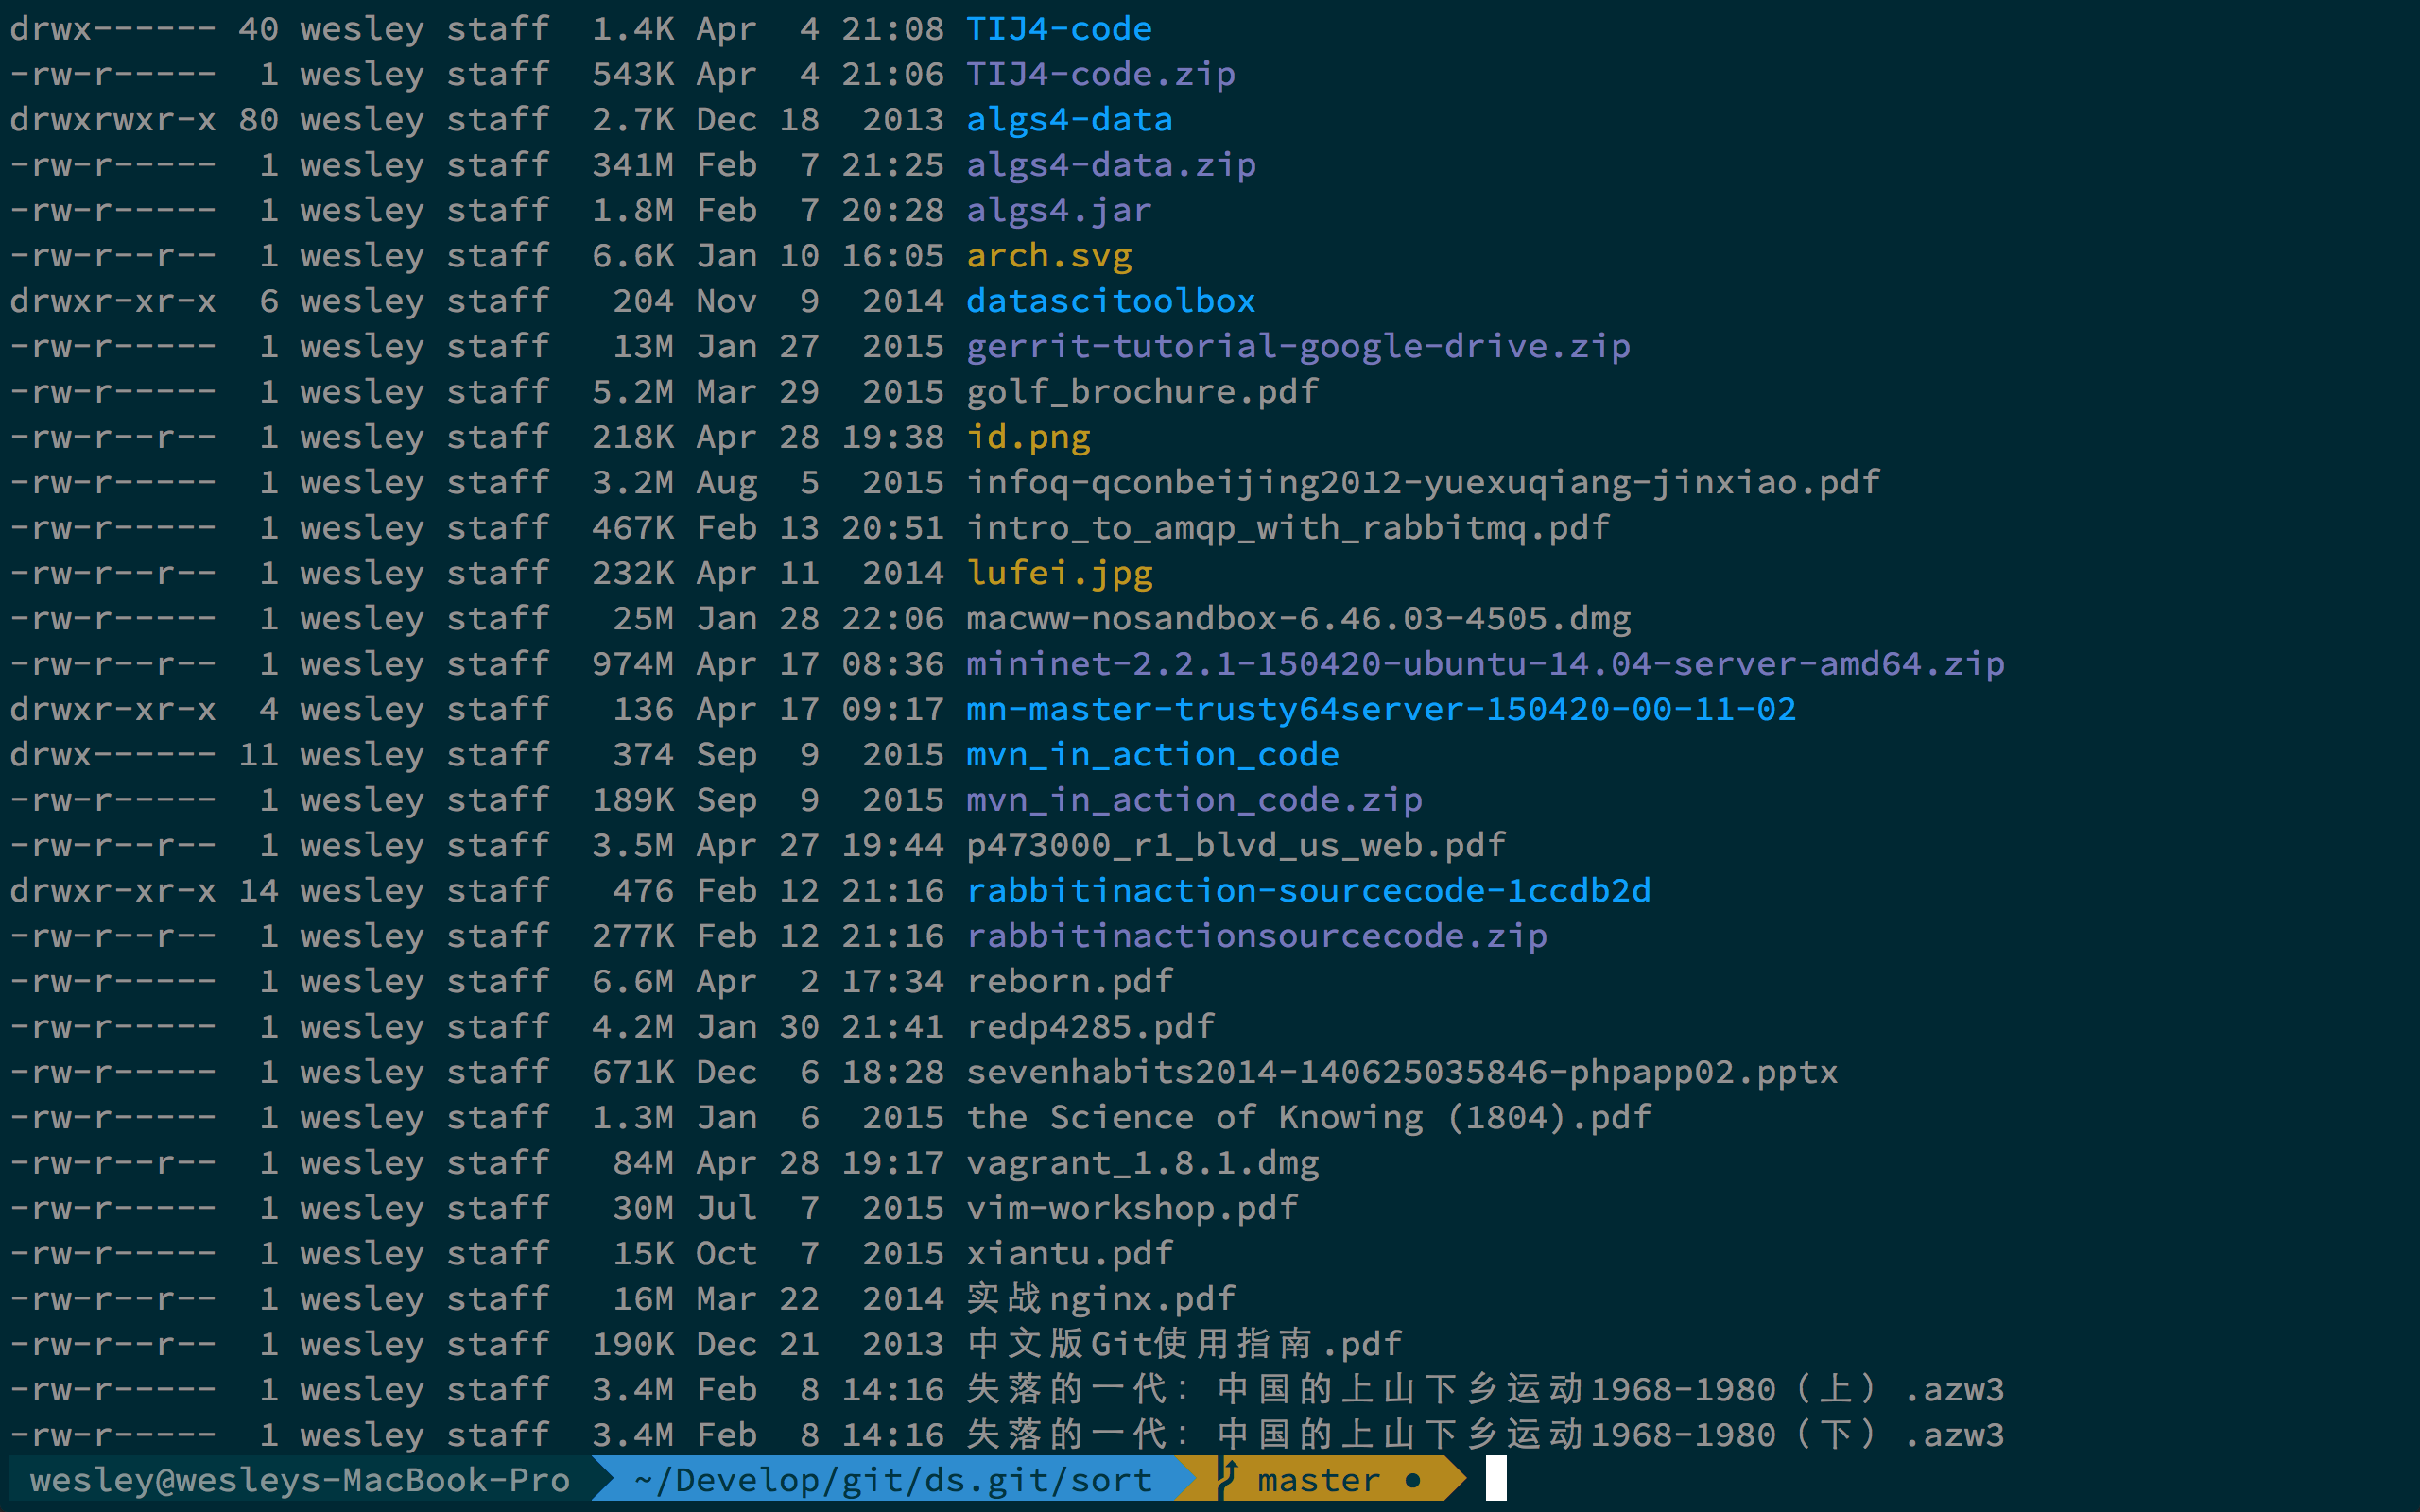 drwx------ 40 wesley staff  1.4K Apr  4 21:08 TIJ4-code
-rw-r-----  1 wesley staff  543K Apr  4 21:06 TIJ4-code.zip
drwxrwxr-x 80 wesley staff  2.7K Dec 18  2013 algs4-data
-rw-r-----  1 wesley staff  341M Feb  7 21:25 algs4-data.zip
-rw-r-----  1 wesley staff  1.8M Feb  7 20:28 algs4.jar
-rw-r--r--  1 wesley staff  6.6K Jan 10 16:05 arch.svg
drwxr-xr-x  6 wesley staff   204 Nov  9  2014 datascitoolbox
-rw-r-----  1 wesley staff   13M Jan 27  2015 gerrit-tutorial-google-drive.zip
-rw-r-----  1 wesley staff  5.2M Mar 29  2015 golf_brochure.pdf
-rw-r--r--  1 wesley staff  218K Apr 28 19:38 id.png
-rw-r-----  1 wesley staff  3.2M Aug  5  2015 infoq-qconbeijing2012-yuexuqiang-jinxiao.pdf
-rw-r-----  1 wesley staff  467K Feb 13 20:51 intro_to_amqp_with_rabbitmq.pdf
-rw-r--r--  1 wesley staff  232K Apr 11  2014 lufei.jpg
-rw-r-----  1 wesley staff   25M Jan 28 22:06 macww-nosandbox-6.46.03-4505.dmg
-rw-r--r--  1 wesley staff  974M Apr 17 08:36 mininet-2.2.1-150420-ubuntu-14.04-server-amd64.zip
drwxr-xr-x  4 wesley staff   136 Apr 17 09:17 mn-master-trusty64server-150420-00-11-02
drwx------ 11 wesley staff   374 Sep  9  2015 mvn_in_action_code
-rw-r-----  1 wesley staff  189K Sep  9  2015 mvn_in_action_code.zip
-rw-r--r--  1 wesley staff  3.5M Apr 27 19:44 p473000_r1_blvd_us_web.pdf
drwxr-xr-x 14 wesley staff   476 Feb 12 21:16 rabbitinaction-sourcecode-1ccdb2d
-rw-r--r--  1 wesley staff  277K Feb 12 21:16 rabbitinactionsourcecode.zip
-rw-r-----  1 wesley staff  6.6M Apr  2 17:34 reborn.pdf
-rw-r-----  1 wesley staff  4.2M Jan 30 21:41 redp4285.pdf
-rw-r-----  1 wesley staff  671K Dec  6 18:28 sevenhabits2014-140625035846-phpapp02.pptx
-rw-r-----  1 wesley staff  1.3M Jan  6  2015 the Science of Knowing (1804).pdf
-rw-r--r--  1 wesley staff   84M Apr 28 19:17 vagrant_1.8.1.dmg
-rw-r-----  1 wesley staff   30M Jul  7  2015 vim-workshop.pdf
-rw-r-----  1 wesley staff   15K Oct  7  2015 xiantu.pdf
-rw-r--r--  1 wesley staff   16M Mar 22  2014 实战nginx.pdf
-rw-r--r--  1 wesley staff  190K Dec 21  2013 中文版Git使用指南.pdf
-rw-r-----  1 wesley staff  3.4M Feb  8 14:16 失落的一代：中国的上山下乡运动1968-1980（上）.azw3
-rw-r-----  1 wesley staff  3.4M Feb  8 14:16 失落的一代：中国的上山下乡运动1968-1980（下）.azw3
wesley@wesleys-MacBook-Pro ~/Develop/git/ds.git/sort master ●